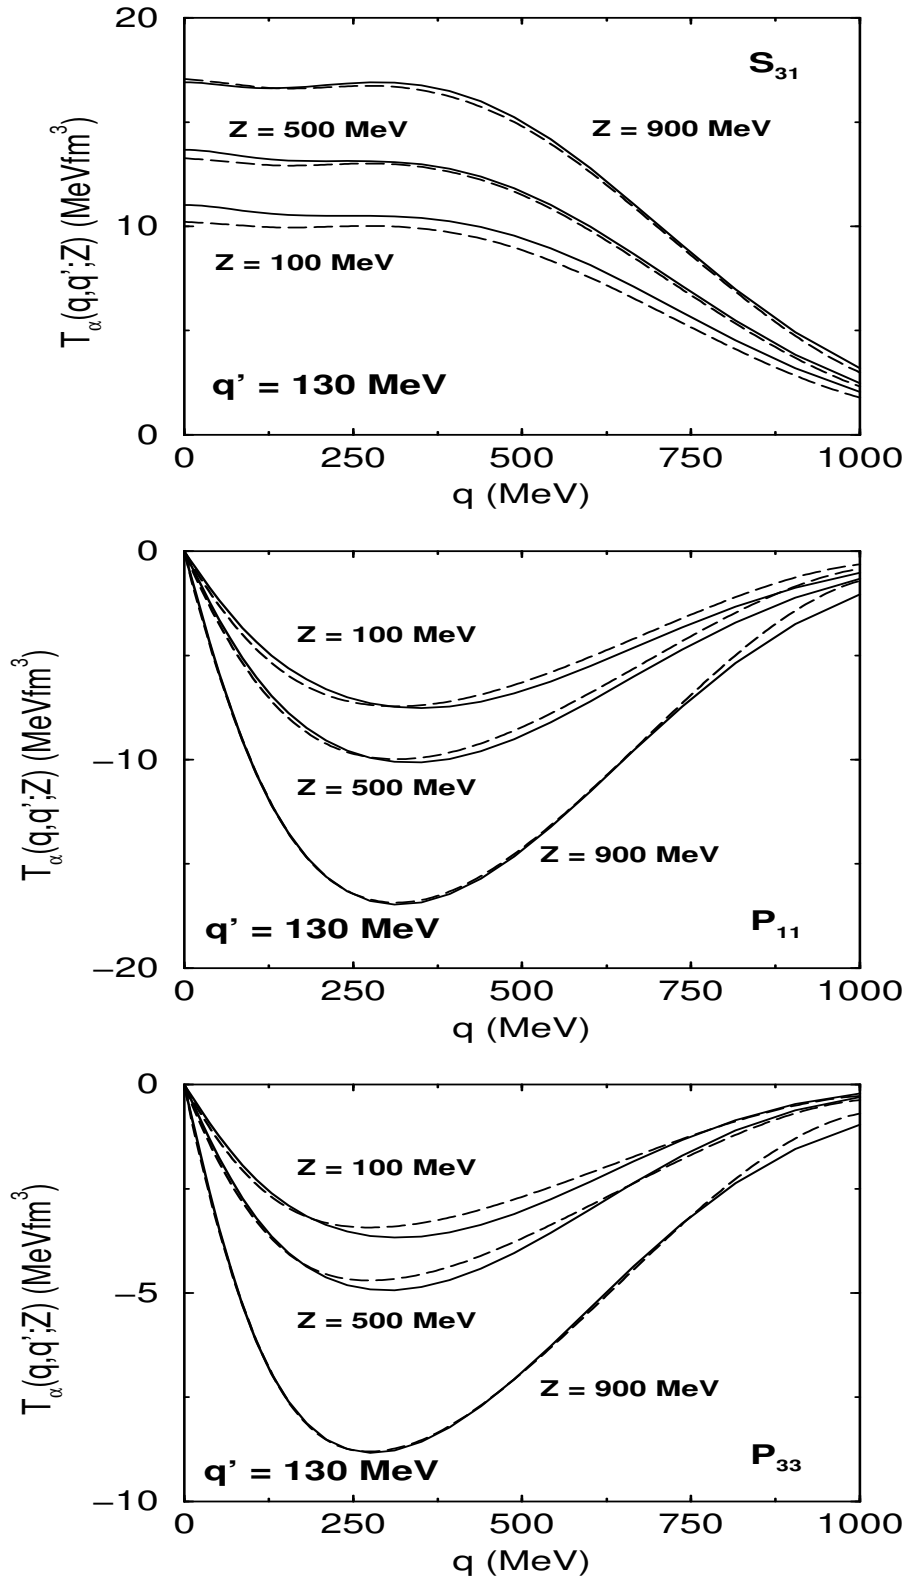 20
S31
Tα(q,q';Z) (MeVfm3)
Z = 500 MeV
Z = 900 MeV
10
Z = 100 MeV
q’ = 130 MeV
0
0 250 500 750 1000
q (MeV)
0
Z = 100 MeV
Tα(q,q';Z) (MeVfm3)
−10
Z = 500 MeV
Z = 900 MeV
q’ = 130 MeV
P11
−20
0 250 500 750 1000
q (MeV)
0
Z = 100 MeV
Tα(q,q';Z) (MeVfm3)
−5
Z = 500 MeV
Z = 900 MeV
q’ = 130 MeV
P33
−10
0 250 500 750 1000
q (MeV)